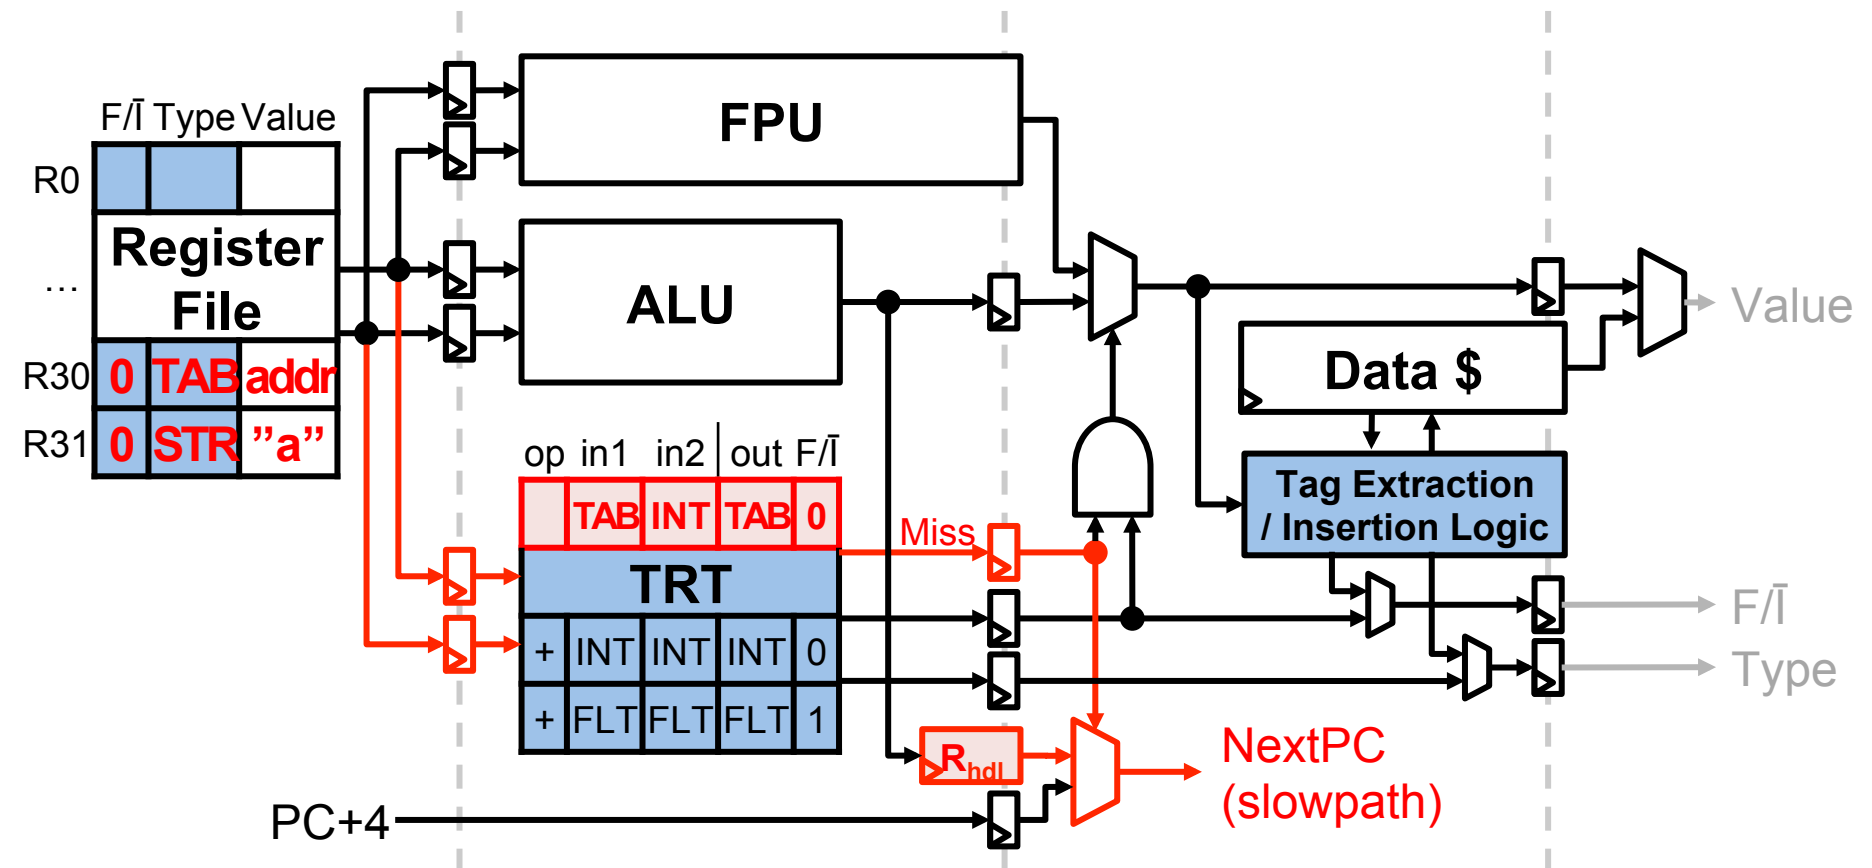 F/Ī Type Value
R0
Register
File
...
R30 0 TAB addr
R31 0 STR ”a”
FPU
ALU
op in1 in2 out F/Ī
TAB INT TAB 0
TRT
+ INT INT INT 0
+ FLT FLT FLT 1
Miss
Rhdl
PC+4
NextPC
(slowpath)
Data $
Tag Extraction
/ Insertion Logic
Value
F/Ī
Type